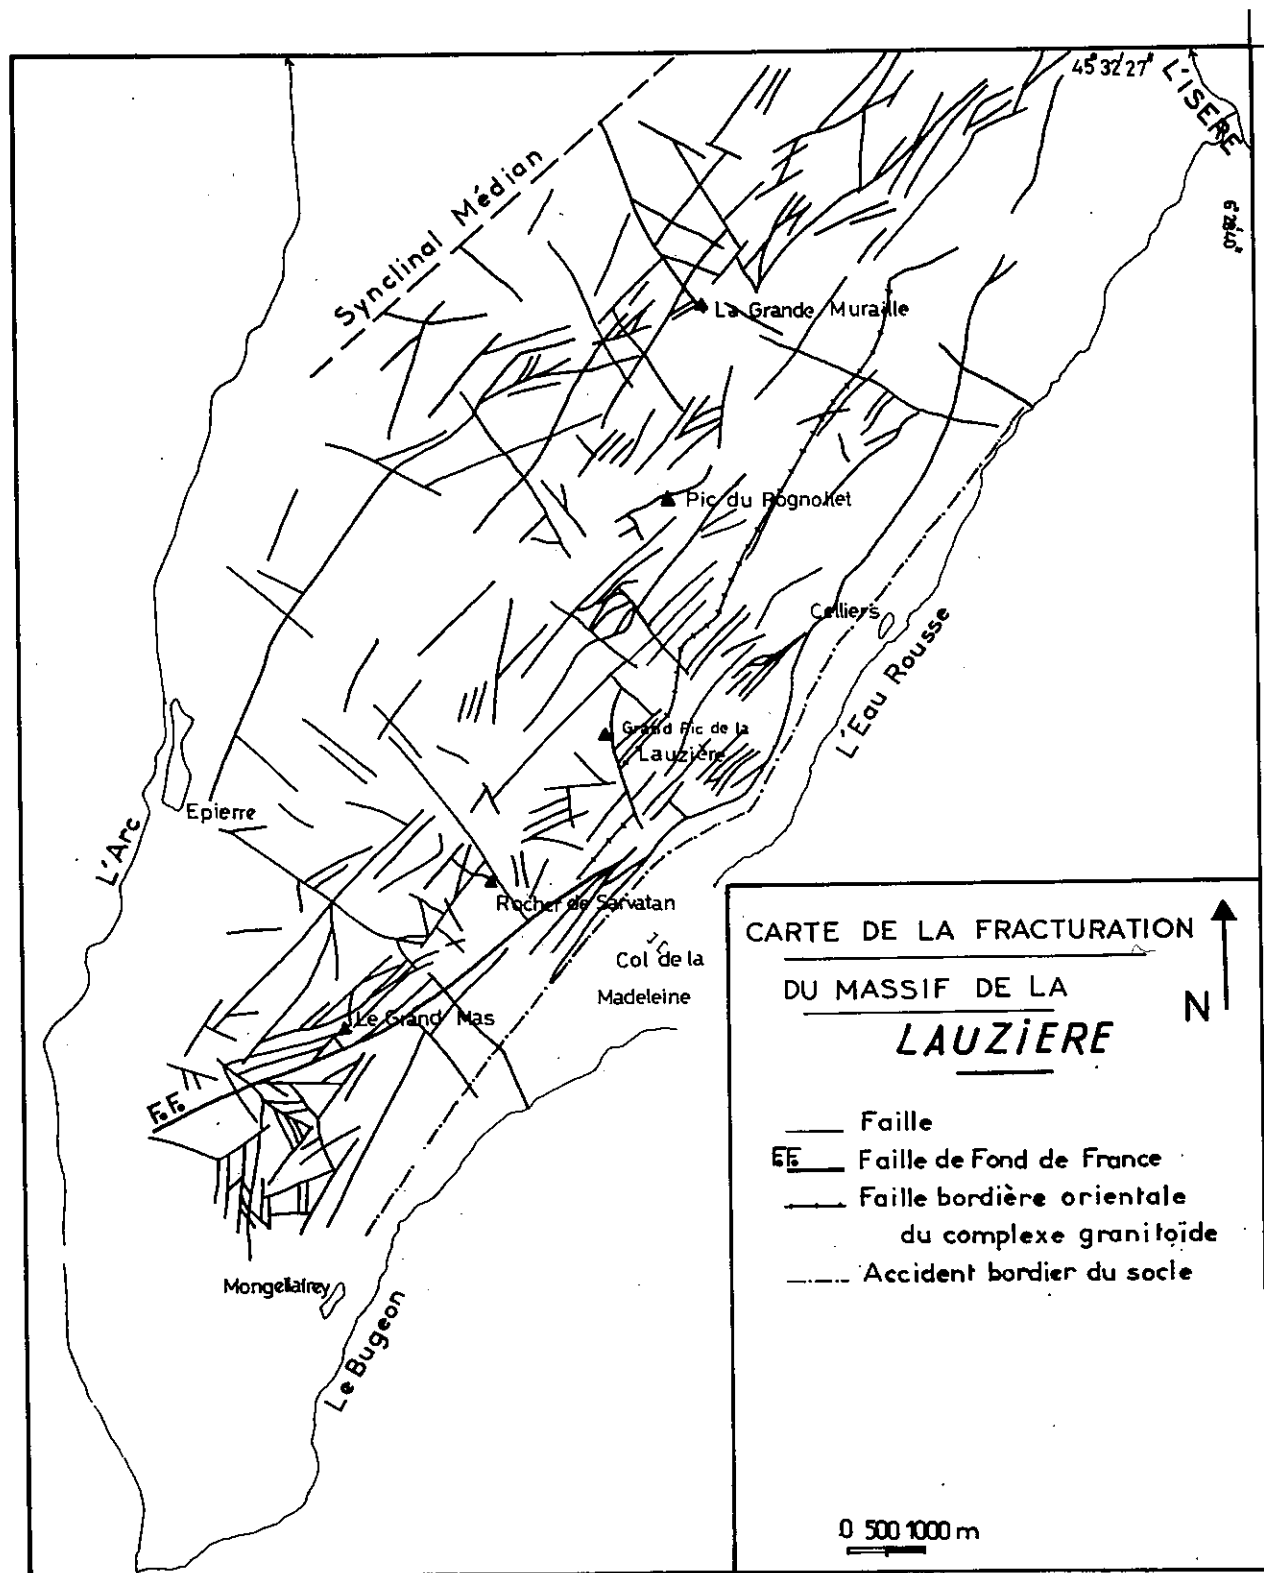 45°32'27"
L'ISERE
6°28'40"
Synclinal Médian
La Grande Muraille
Pic du Rognollet
Celliers
L'Eau Rousse
Grand Pic de la
Lauzière
Epierre
L'Arc
Rocher de Sarvatan
Col de la
Madeleine
Le Grand Mas
F.F.
Mongellafrey
Le Bugeon
CARTE DE LA FRACTURATION
DU MASSIF DE LA
LAUZIERE
N
Faille
F.F. Faille de Fond de France
Faille bordière orientale
du complexe granitoïde
Accident bordier du socle
0 500 1000 m